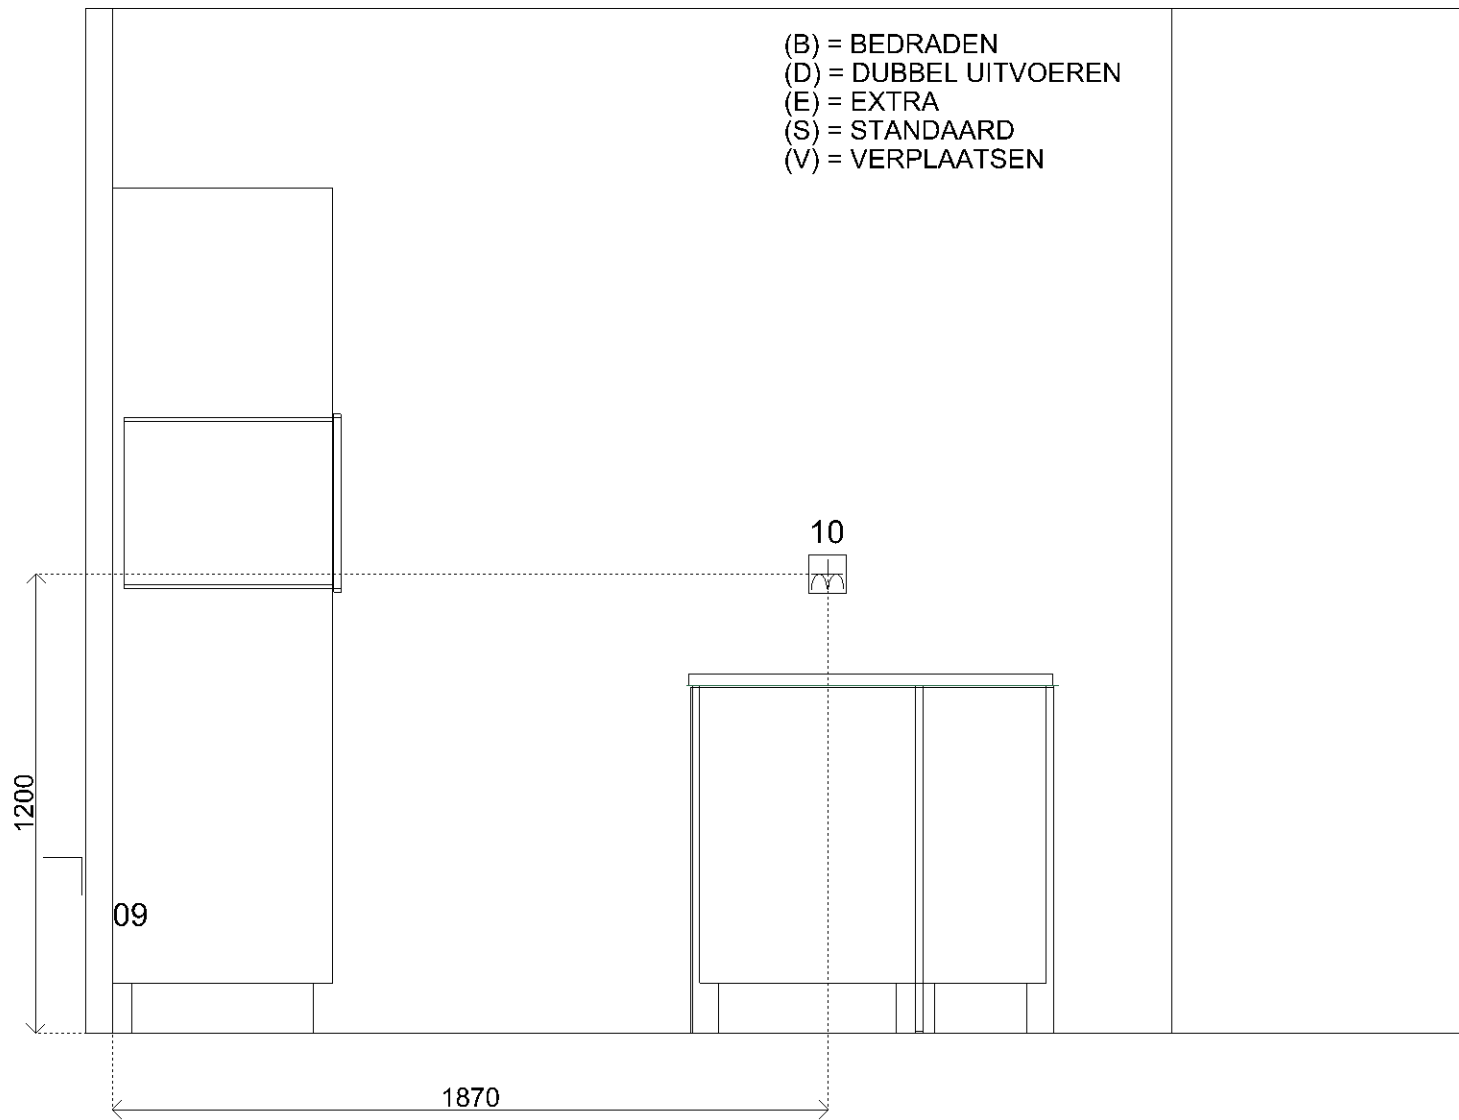 (B) = BEDRADEN
(D) = DUBBEL UITVOEREN
(E) = EXTRA
(S) = STANDAARD
(V) = VERPLAATSEN
10
1200
09
1870